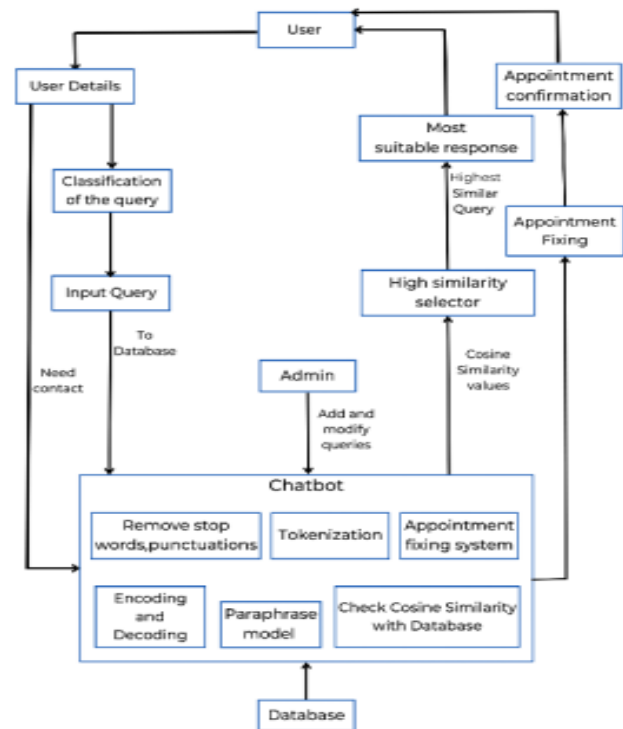 User
User Details
Appointment
confirmation
Most
suitable response
Classification
of the query
Highest
Similar
Query
Appointment
Fixing
Input Query
High similarity
selector
To
Database
Need
contact
Cosine
Similarity
values
Admin
Add and
modify
queries
Chatbot
Remove stop
words,punctuations
Tokenization
Appointment
fixing system
Encoding
and
Decoding
Paraphrase
model
Check Cosine Similarity
with Database
Database